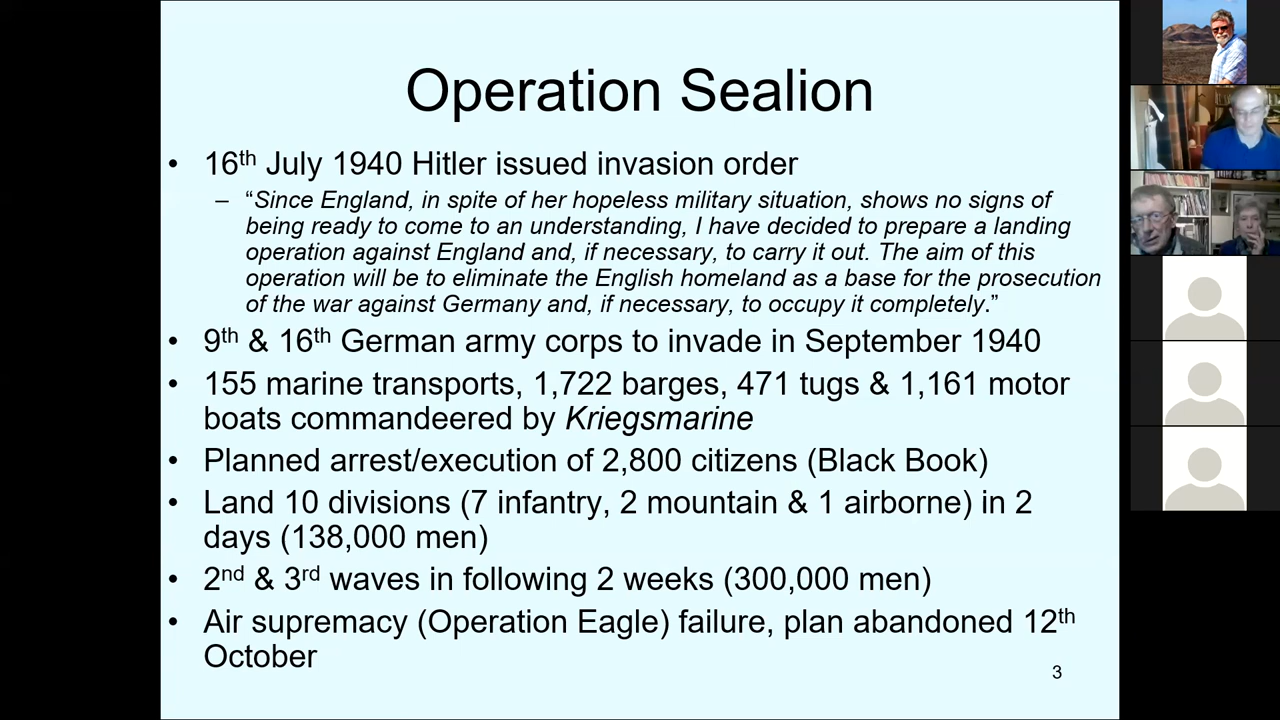 Operation Sealion
• 16th July 1940 Hitler issued invasion order
– “Since England, in spite of her hopeless military situation, shows no signs of
being ready to come to an understanding, I have decided to prepare a landing
operation against England and, if necessary, to carry it out. The aim of this
operation will be to eliminate the English homeland as a base for the prosecution
of the war against Germany and, if necessary, to occupy it completely.”
• 9th & 16th German army corps to invade in September 1940
• 155 marine transports, 1,722 barges, 471 tugs & 1,161 motor
boats commandeered by Kriegsmarine
• Planned arrest/execution of 2,800 citizens (Black Book)
• Land 10 divisions (7 infantry, 2 mountain & 1 airborne) in 2
days (138,000 men)
• 2nd & 3rd waves in following 2 weeks (300,000 men)
• Air supremacy (Operation Eagle) failure, plan abandoned 12th
October
3